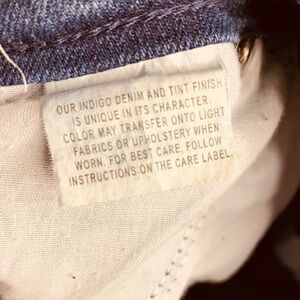 OUR INDIGO DENIM AND TINT FINISH
IS UNIQUE IN ITS CHARACTER.
COLOR MAY TRANSFER ONTO LIGHT
FABRICS OR UPHOLSTERY WHEN
WORN. FOR BEST CARE, FOLLOW
INSTRUCTIONS ON THE CARE LABEL.